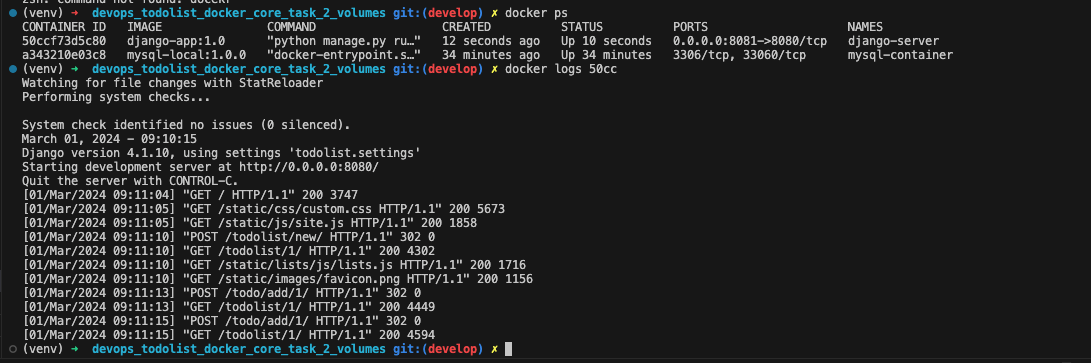 zsh: command not found: docekr
(venv) ➜ devops_todolist_docker_core_task_2_volumes git:(develop) ✗ docker ps
CONTAINER ID   IMAGE               COMMAND                  CREATED          STATUS          PORTS                    NAMES
50ccf73d5c80   django-app:1.0      "python manage.py ru…"   12 seconds ago   Up 10 seconds   0.0.0.0:8081->8080/tcp   django-server
a343210e03c8   mysql-local:1.0.0   "docker-entrypoint.s…"   34 minutes ago   Up 34 minutes   3306/tcp, 33060/tcp      mysql-container
(venv) ➜ devops_todolist_docker_core_task_2_volumes git:(develop) ✗ docker logs 50cc
Watching for file changes with StatReloader
Performing system checks...

System check identified no issues (0 silenced).
March 01, 2024 - 09:10:15
Django version 4.1.10, using settings 'todolist.settings'
Starting development server at http://0.0.0.0:8080/
Quit the server with CONTROL-C.
[01/Mar/2024 09:11:04] "GET / HTTP/1.1" 200 3747
[01/Mar/2024 09:11:05] "GET /static/css/custom.css HTTP/1.1" 200 5673
[01/Mar/2024 09:11:05] "GET /static/js/site.js HTTP/1.1" 200 1858
[01/Mar/2024 09:11:10] "POST /todolist/new/ HTTP/1.1" 302 0
[01/Mar/2024 09:11:10] "GET /todolist/1/ HTTP/1.1" 200 4302
[01/Mar/2024 09:11:10] "GET /static/lists/js/lists.js HTTP/1.1" 200 1716
[01/Mar/2024 09:11:10] "GET /static/images/favicon.png HTTP/1.1" 200 1156
[01/Mar/2024 09:11:13] "POST /todo/add/1/ HTTP/1.1" 302 0
[01/Mar/2024 09:11:13] "GET /todolist/1/ HTTP/1.1" 200 4449
[01/Mar/2024 09:11:15] "POST /todo/add/1/ HTTP/1.1" 302 0
[01/Mar/2024 09:11:15] "GET /todolist/1/ HTTP/1.1" 200 4594
(venv) ➜ devops_todolist_docker_core_task_2_volumes git:(develop) ✗